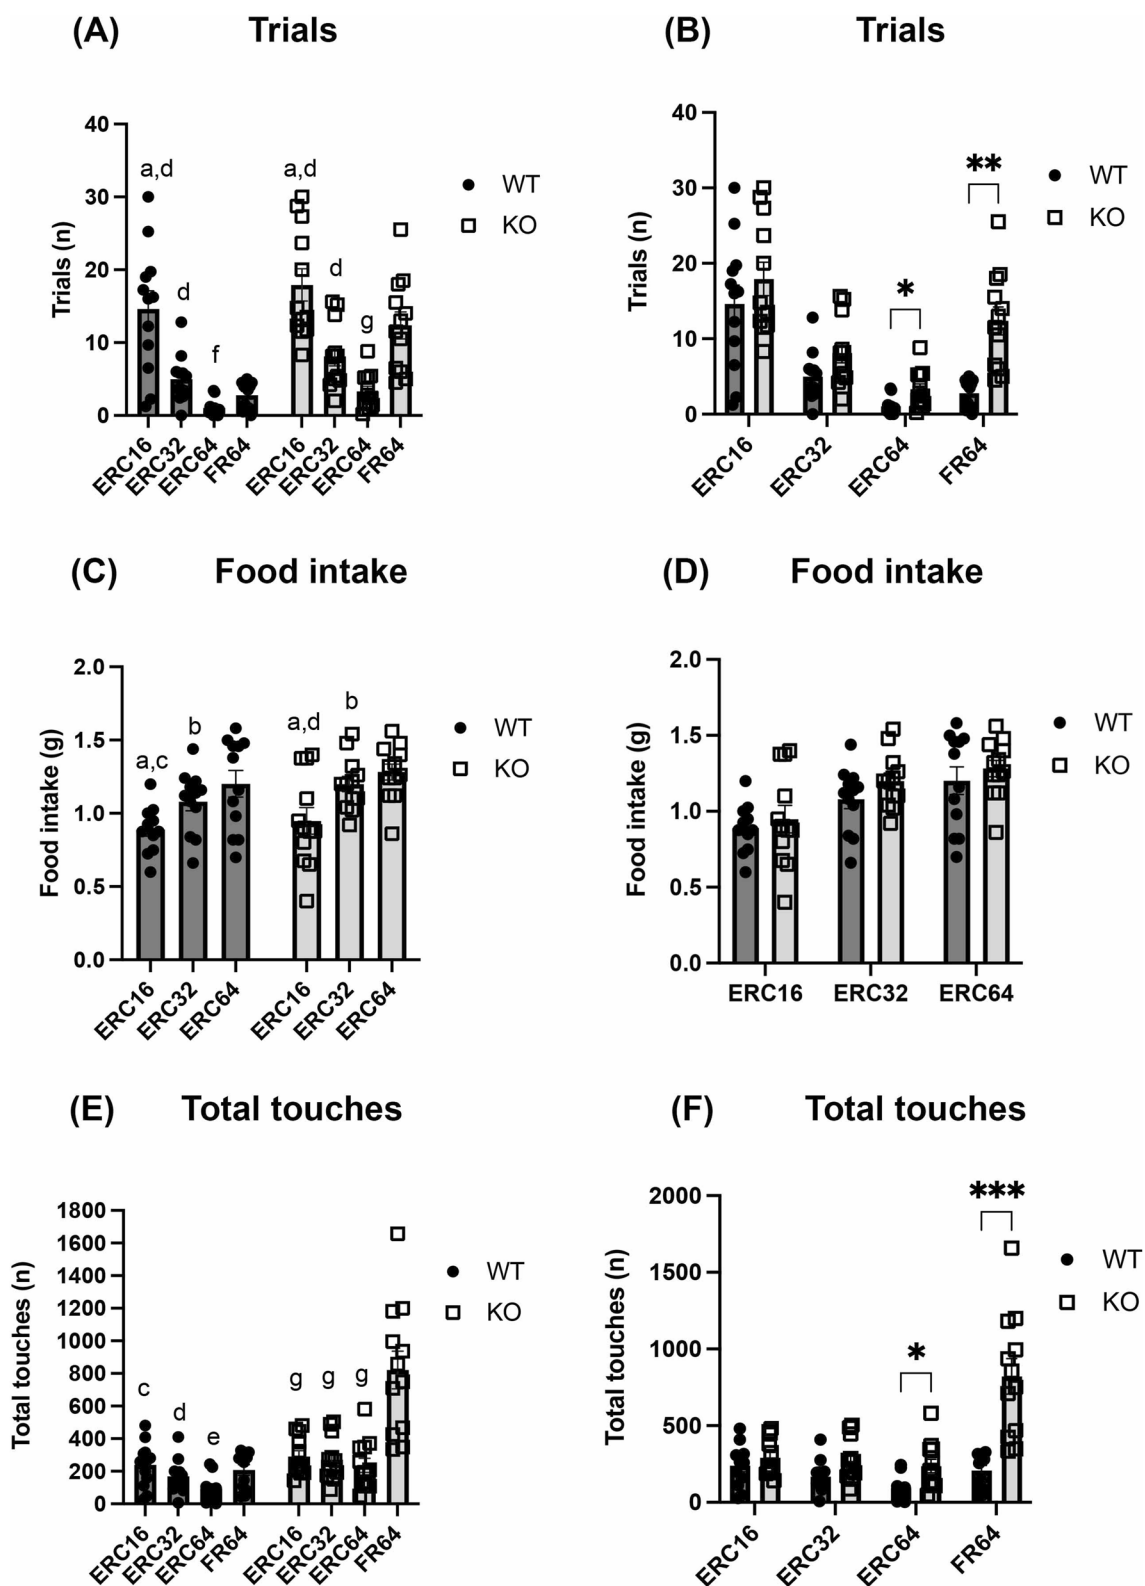 (A) Trials
Trials (n)
40
30
20
10
0
a,d
d
f
a,d
d
g
WT
KO
ERC16
ERC32
ERC64
FR64
ERC16
ERC32
ERC64
FR64
(B) Trials
Trials (n)
40
30
20
10
0
*
**
WT
KO
ERC16
ERC32
ERC64
FR64
(C) Food intake
Food intake (g)
2.0
1.5
1.0
0.5
0.0
a,c
b
a,d
b
WT
KO
ERC16
ERC32
ERC64
ERC16
ERC32
ERC64
(D) Food intake
Food intake (g)
2.0
1.5
1.0
0.5
0.0
WT
KO
ERC16 ERC32 ERC64
(E) Total touches
Total touches (n)
1800
1600
1400
1200
1000
800
600
400
200
0
c
d
e
g
g
g
WT
KO
ERC16
ERC32
ERC64
FR64
ERC16
ERC32
ERC64
FR64
(F) Total touches
Total touches (n)
2000
1500
1000
500
0
*
***
WT
KO
ERC16
ERC32
ERC64
FR64